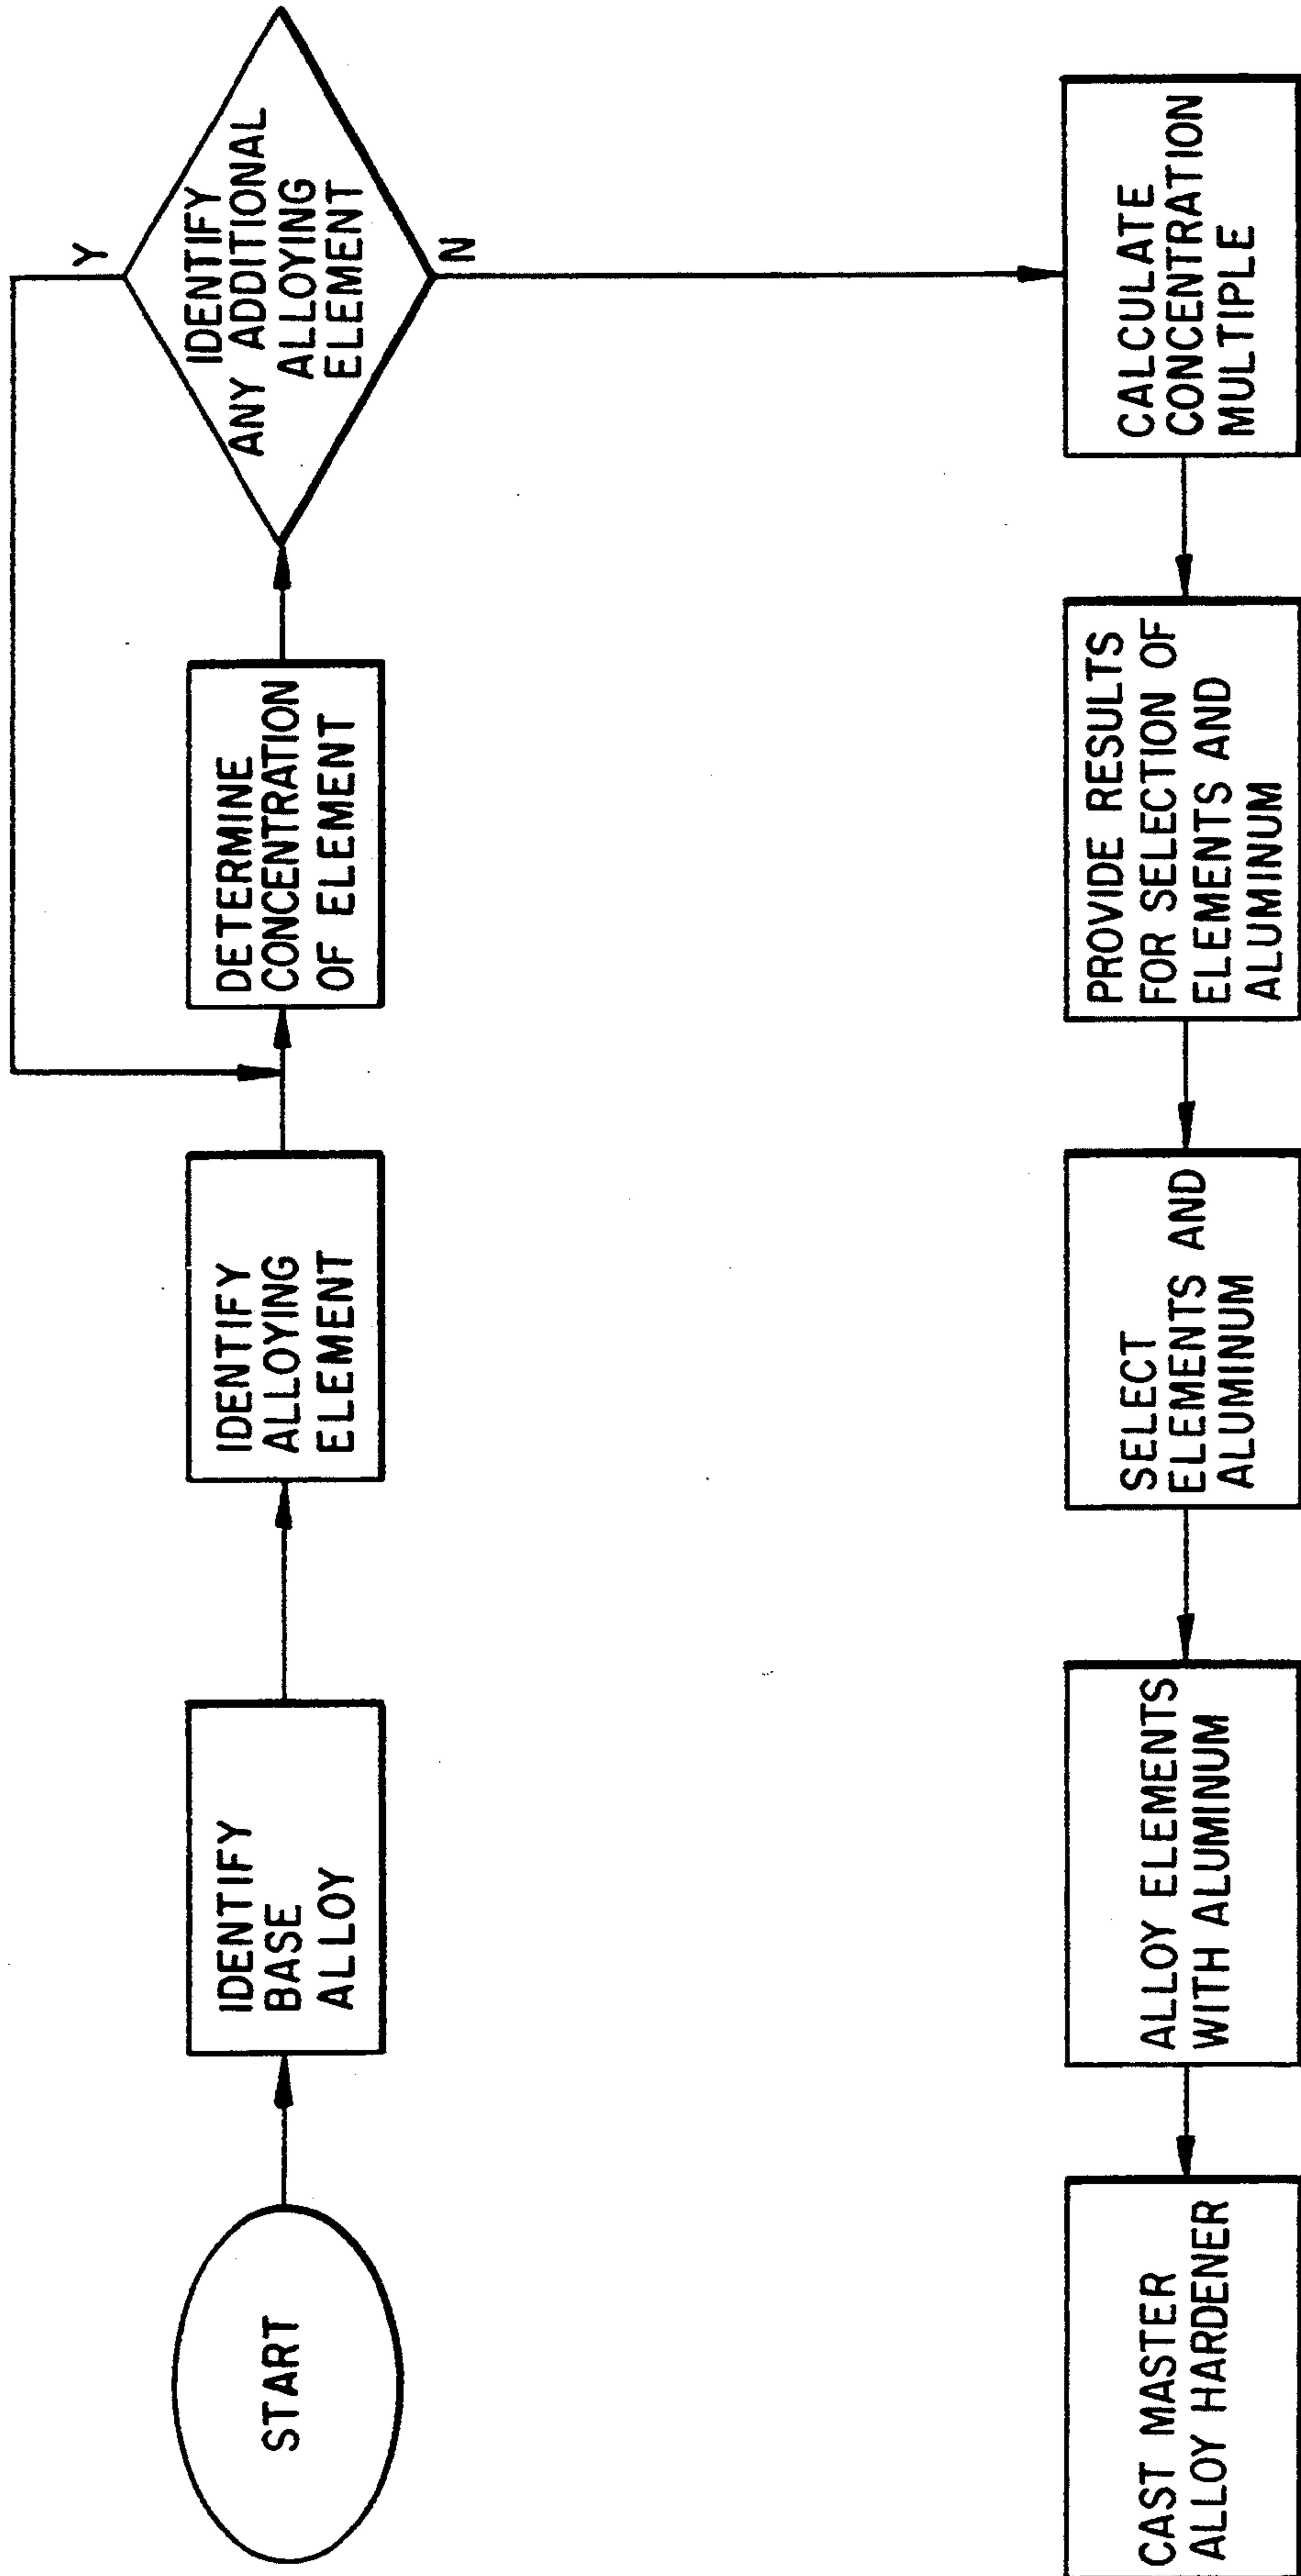 START
IDENTIFY
BASE
ALLOY
IDENTIFY
ALLOYING
ELEMENT
DETERMINE
CONCENTRATION
OF ELEMENT
IDENTIFY
ANY ADDITIONAL
ALLOYING
ELEMENT
Y
N
CALCULATE
CONCENTRATION
MULTIPLE
PROVIDE RESULTS
FOR SELECTION OF
ELEMENTS AND
ALUMINUM
SELECT
ELEMENTS AND
ALUMINUM
ALLOY ELEMENTS
WITH ALUMINUM
CAST MASTER
ALLOY HARDENER